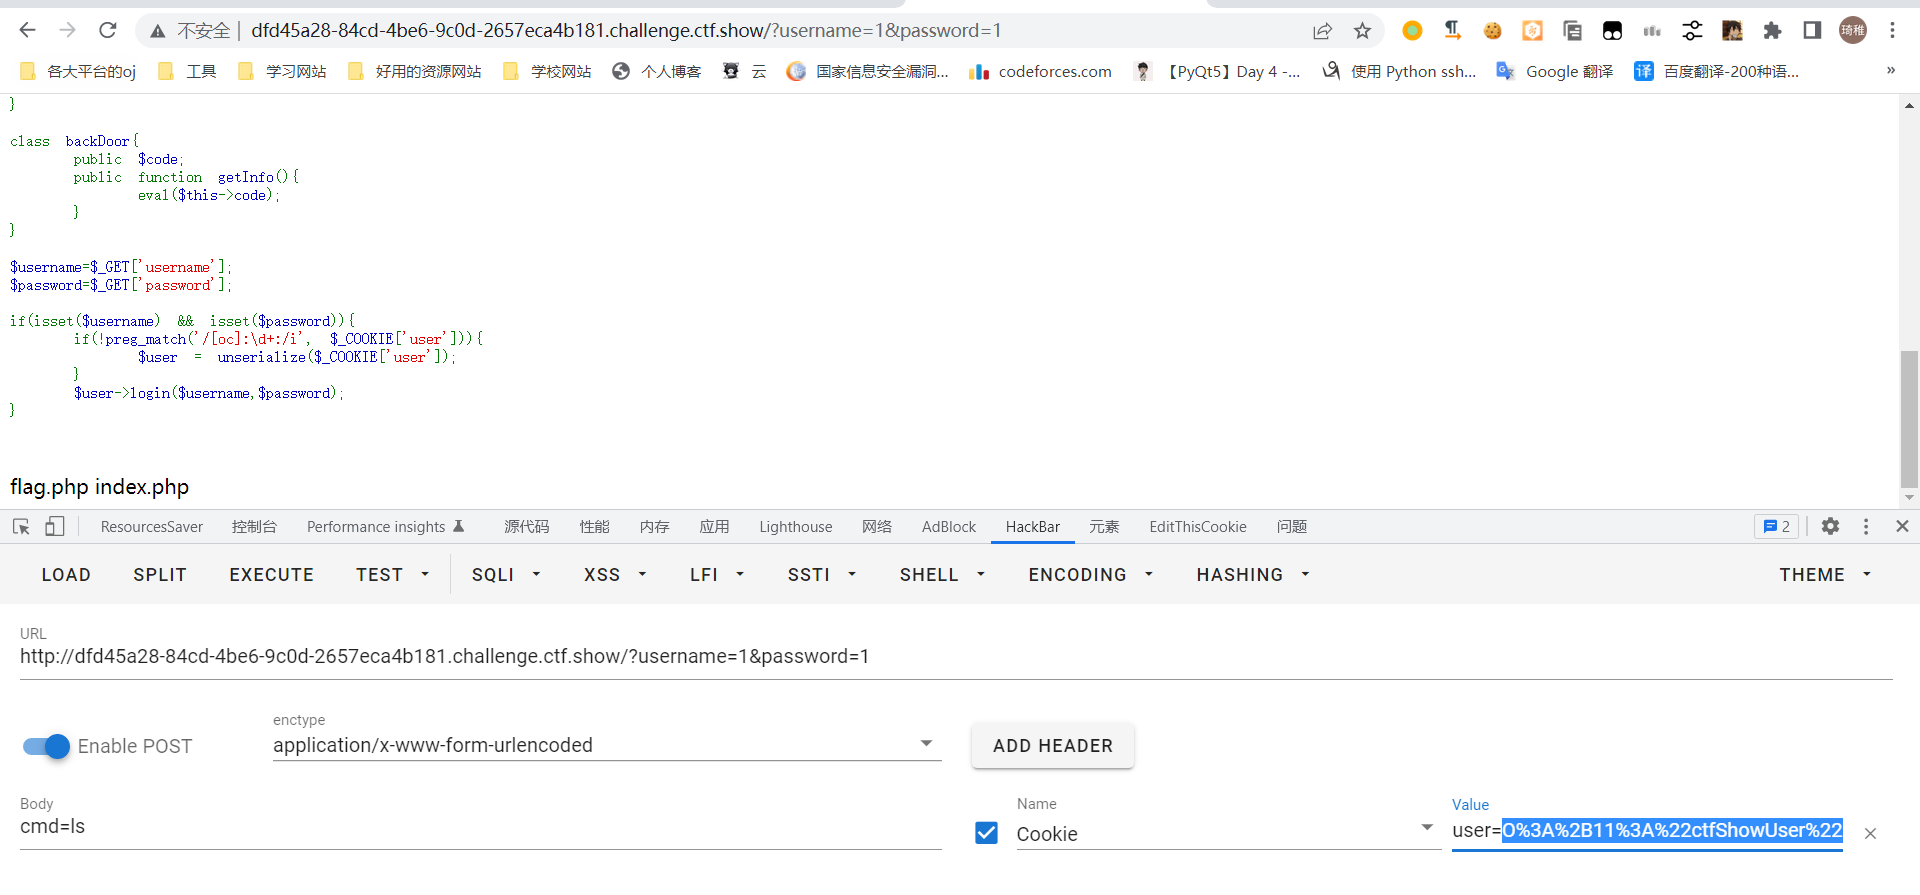 不安全 dfd45a28-84cd-4be6-9c0d-2657eca4b181.challenge.ctf.show/?username=1&password=1 琦稚
各大平台的oj 工具 学习网站 好用的资源网站 学校网站 个人博客 云 国家信息安全漏洞... codeforces.com 【PyQt5】Day 4 -... 使用 Python ssh... Google 翻译 译 百度翻译-200种语... »
}
class backDoor{
public $code;
public function getInfo(){
eval($this->code);
}
}
$username=$_GET['username'];
$password=$_GET['password'];
if(isset($username) && isset($password)){
if(!preg_match('/[oc]:\d+:/i', $_COOKIE['user'])){
$user = unserialize($_COOKIE['user']);
}
$user->login($username,$password);
}
flag.php index.php
ResourcesSaver 控制台 Performance insights 源代码 性能 内存 应用 Lighthouse 网络 AdBlock HackBar 元素 EditThisCookie 问题 2
LOAD SPLIT EXECUTE TEST SQLI XSS LFI SSTI SHELL ENCODING HASHING THEME
URL
http://dfd45a28-84cd-4be6-9c0d-2657eca4b181.challenge.ctf.show/?username=1&password=1
Enable POST
enctype
application/x-www-form-urlencoded
ADD HEADER
Body
cmd=ls
Name
Cookie
Value
user=O%3A%2B11%3A%22ctfShowUser%22